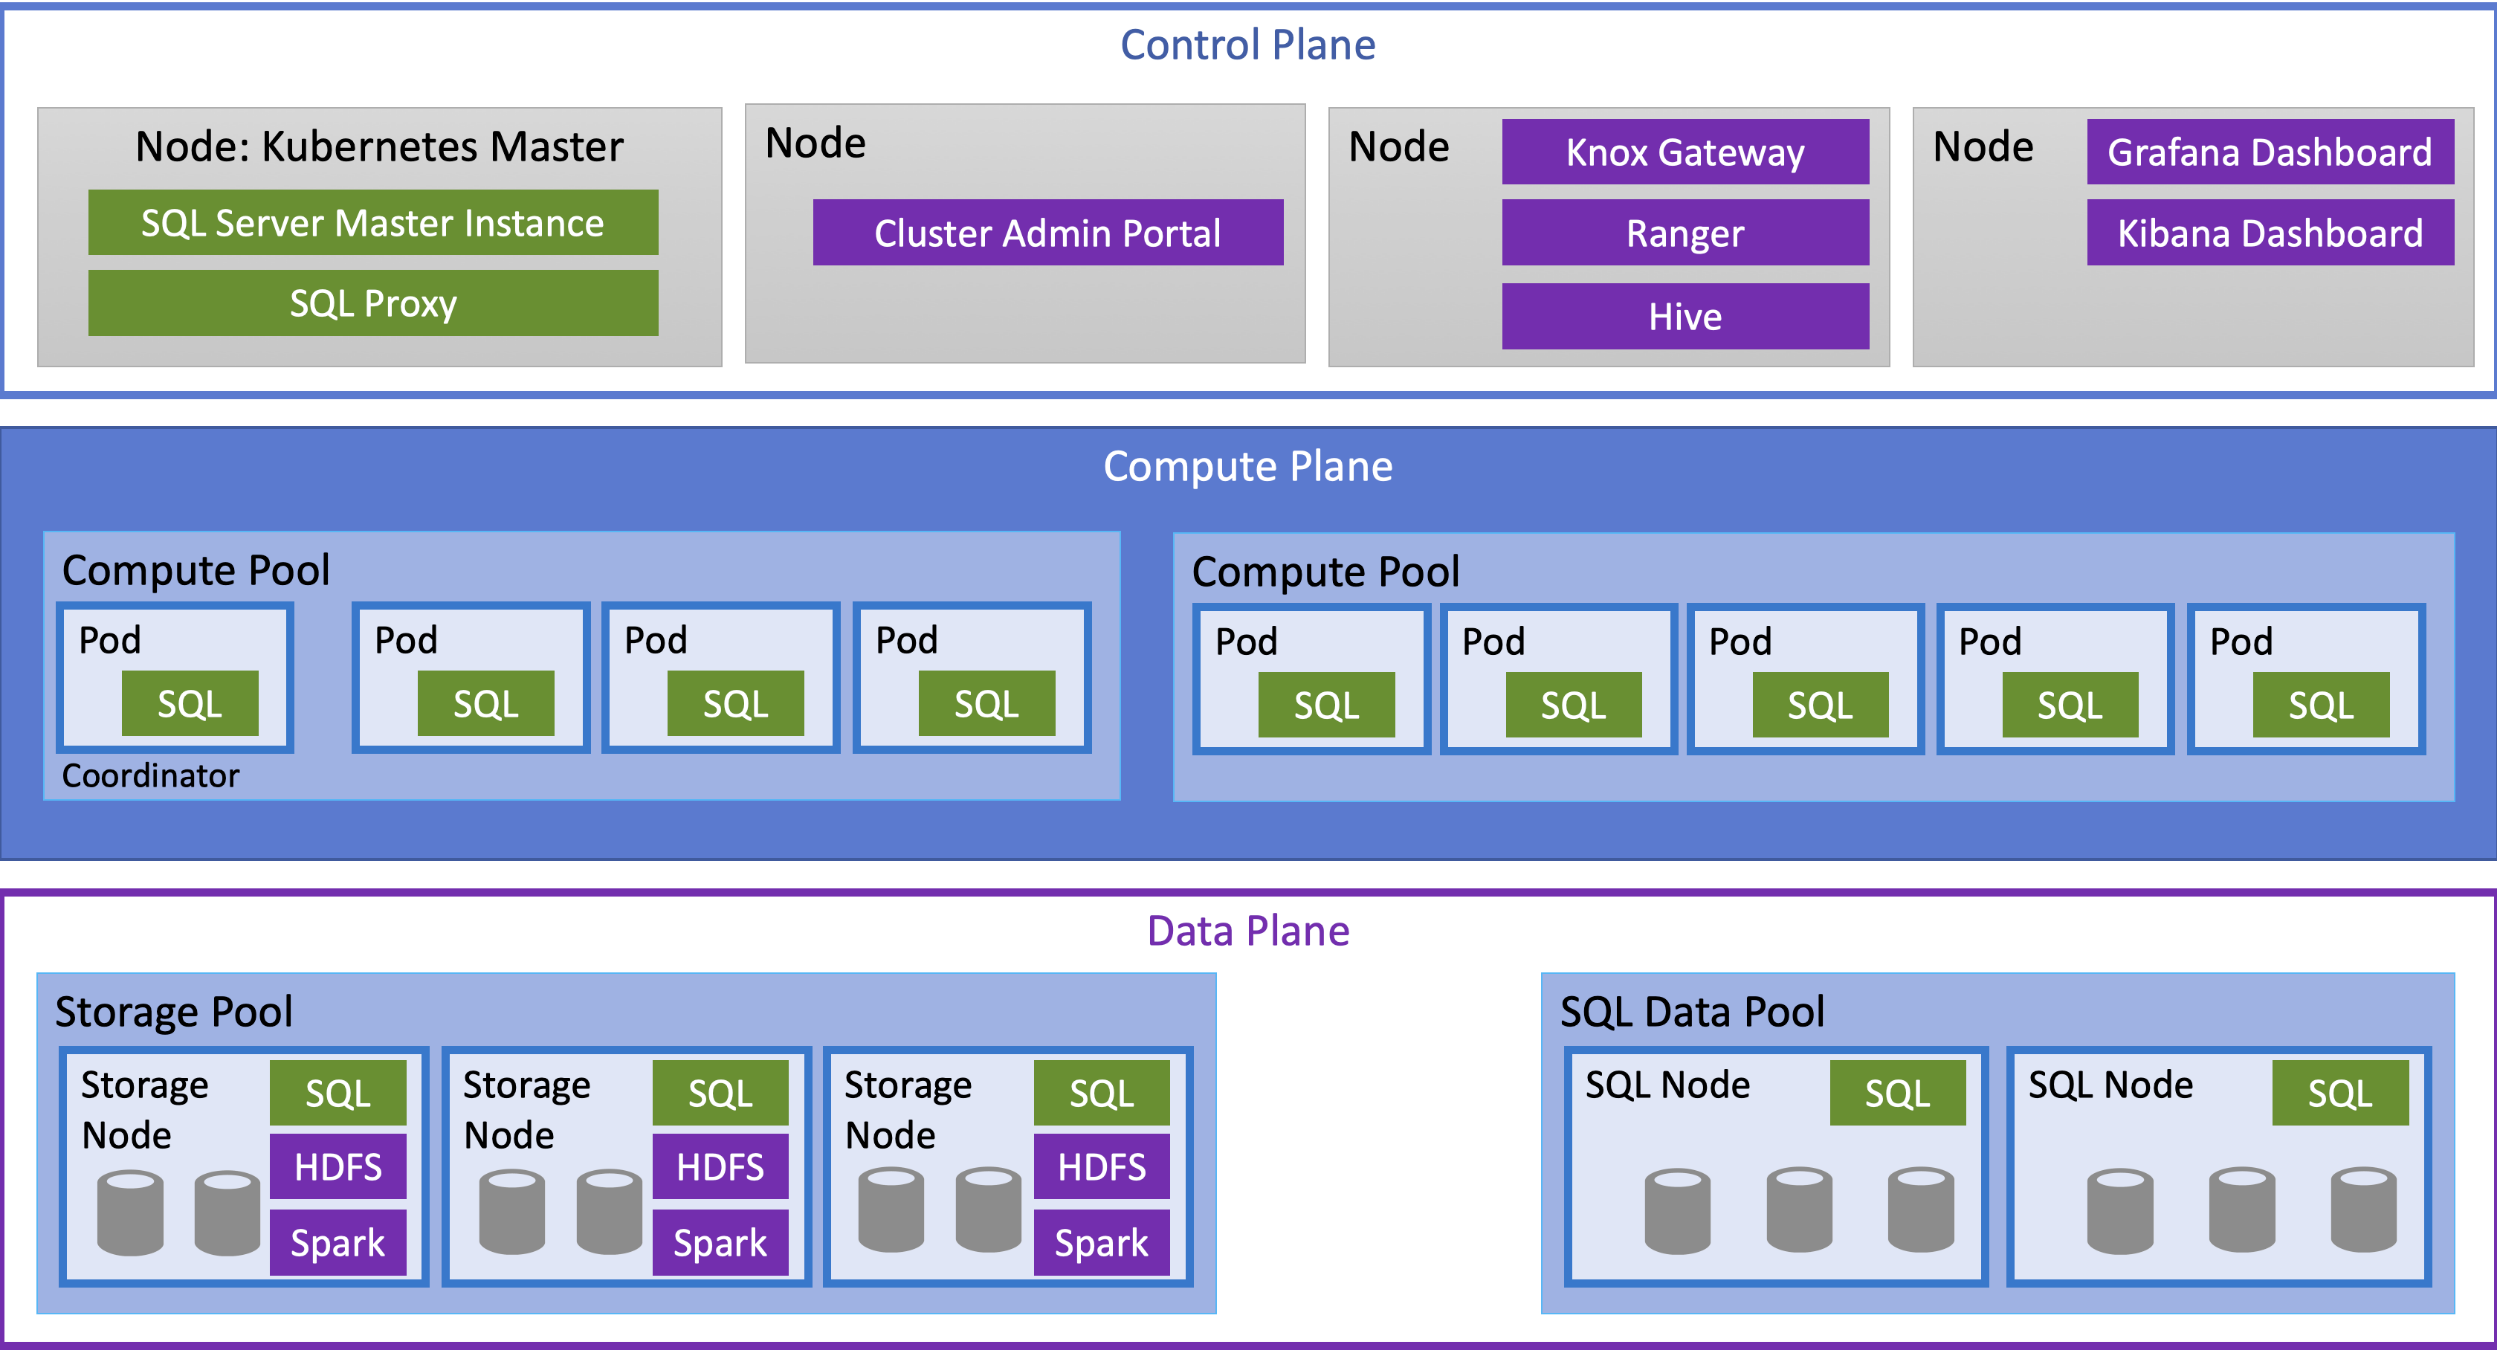 Control Plane
Node: Kubernetes Master
SQL Server Master Instance
SQL Proxy
Node
Cluster Admin Portal
Node
Knox Gateway
Ranger
Hive
Node
Grafana Dashboard
Kibana Dashboard
Compute Plane
Compute Pool
Pod
SQL
Coordinator
Pod
SQL
Pod
SQL
Pod
SQL
Compute Pool
Pod
SQL
Pod
SQL
Pod
SQL
Pod
SQL
Pod
SQL
Data Plane
Storage Pool
Storage
Node
SQL
HDFS
Spark
Storage
Node
SQL
HDFS
Spark
Storage
Node
SQL
HDFS
Spark
SQL Data Pool
SQL Node
SQL
SQL Node
SQL